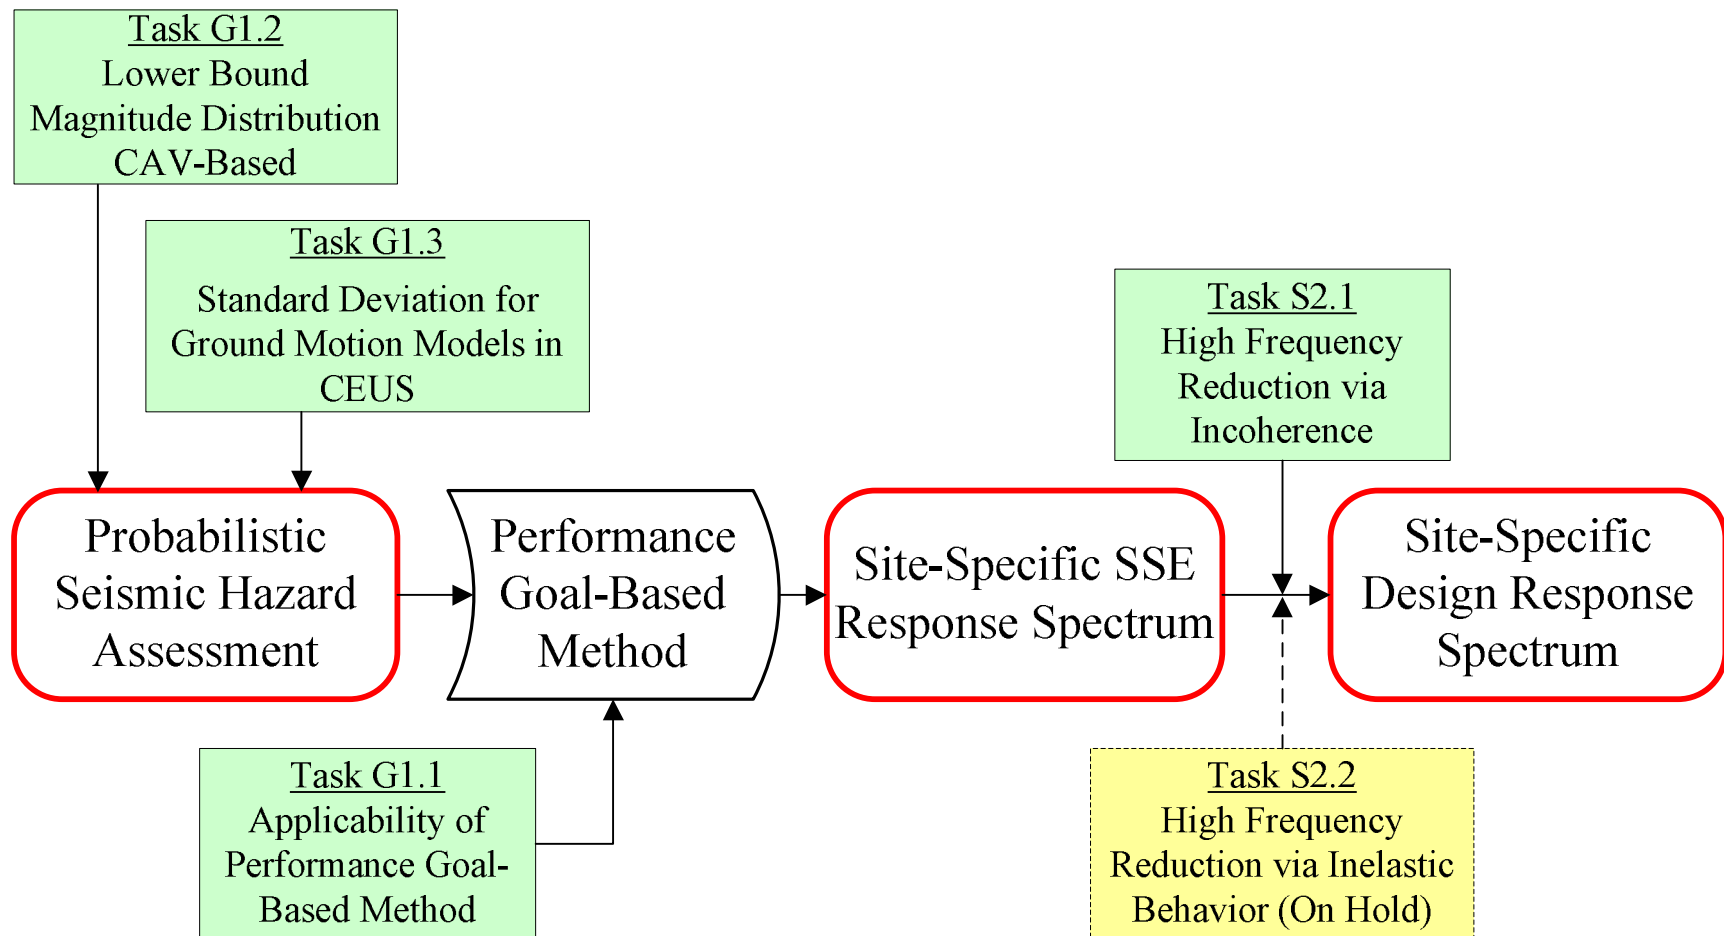 Task G1.2
Lower Bound
Magnitude Distribution
CAV-Based
Task G1.3
Standard Deviation for
Ground Motion Models in
CEUS
Task S2.1
High Frequency
Reduction via
Incoherence
Probabilistic
Seismic Hazard
Assessment
Performance
Goal-Based
Method
Site-Specific SSE
Response Spectrum
Site-Specific
Design Response
Spectrum
Task G1.1
Applicability of
Performance Goal-
Based Method
Task S2.2
High Frequency
Reduction via Inelastic
Behavior (On Hold)